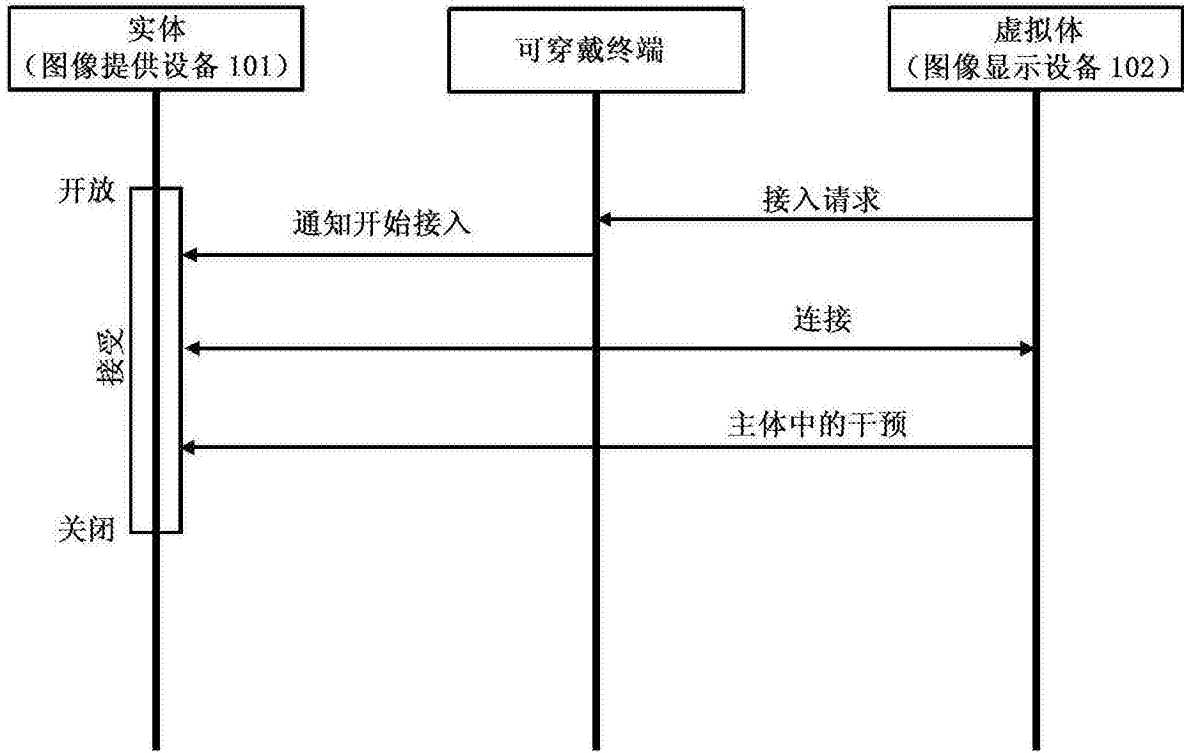 实体
（图像提供设备 101）
可穿戴终端
虚拟体
（图像显示设备 102）
开放
接入请求
通知开始接入
连接
接受
主体中的干预
关闭